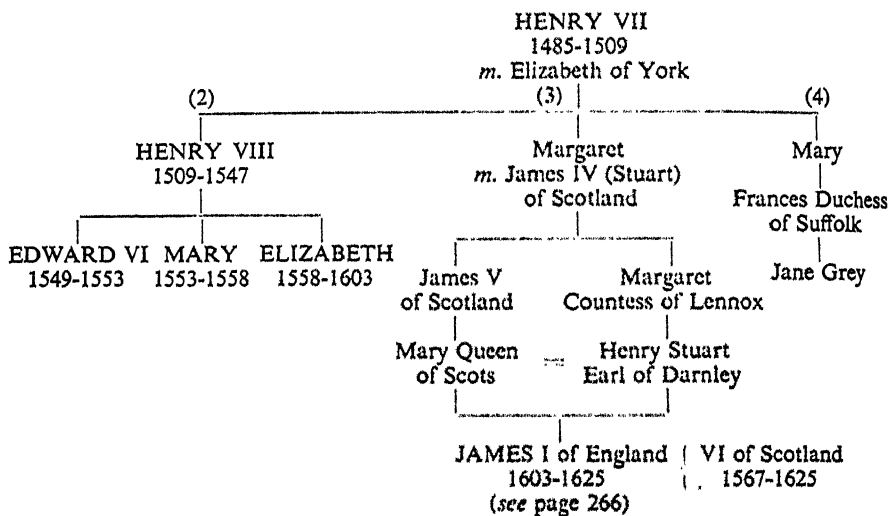 HENRY VII
1485-1509
m. Elizabeth of York
(2) (3) (4)
HENRY VIII
1509-1547
Margaret
m. James IV (Stuart)
of Scotland
Mary
Frances Duchess
of Suffolk
Jane Grey
EDWARD VI MARY ELIZABETH
1549-1553 1553-1558 1558-1603
James V
of Scotland
Margaret
Countess of Lennox
Mary Queen
of Scots
=
Henry Stuart
Earl of Darnley
JAMES I of England
1603-1625
(see page 266)
VI of Scotland
1567-1625